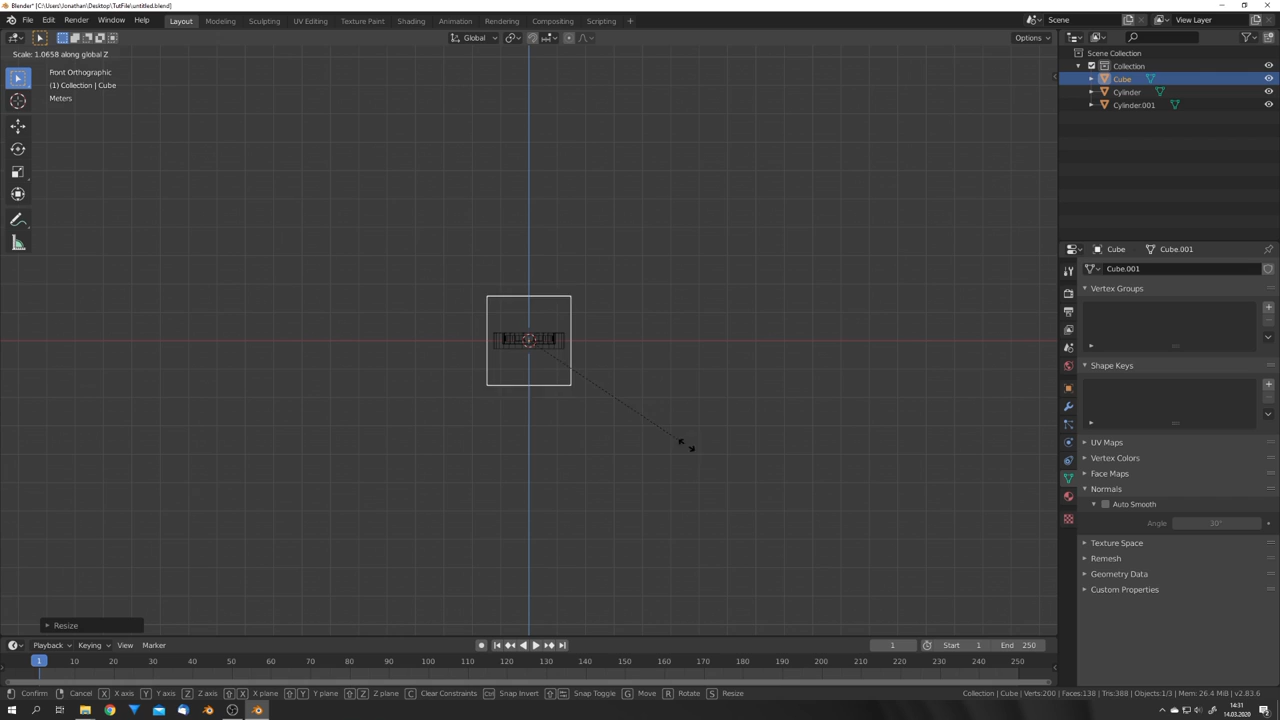 Blender* [C:\Users\Jonathan\Desktop\TutFile\untitled.blend]
File Edit Render Window Help Layout Modeling Sculpting UV Editing Texture Paint Shading Animation Rendering Compositing Scripting Scene View Layer
Global Options
Scale: 1.0658 along global Z
Front Orthographic
(1) Collection | Cube
Meters
Scene Collection
Collection
Cube
Cylinder
Cylinder.001
Cube Cube.001
Cube.001
Vertex Groups
Shape Keys
UV Maps
Vertex Colors
Face Maps
Normals
Auto Smooth
Angle 30°
Texture Space
Remesh
Geometry Data
Custom Properties
Resize
Playback Keying View Marker 1 Start 1 End 250
1 10 20 30 40 50 60 70 80 90 100 110 120 130 140 150 160 170 180 190 200 210 220 230 240 250
Confirm Cancel X X axis Y Y axis Z Z axis X X plane Y Y plane Z Z plane C Clear Constraints Snap Invert Snap Toggle G Move R Rotate S Resize Collection | Cube | Verts:200 | Faces:138 | Tris:388 | Objects:1/3 | Mem: 26.4 MiB | v2.83.6
14:31
14.03.2020